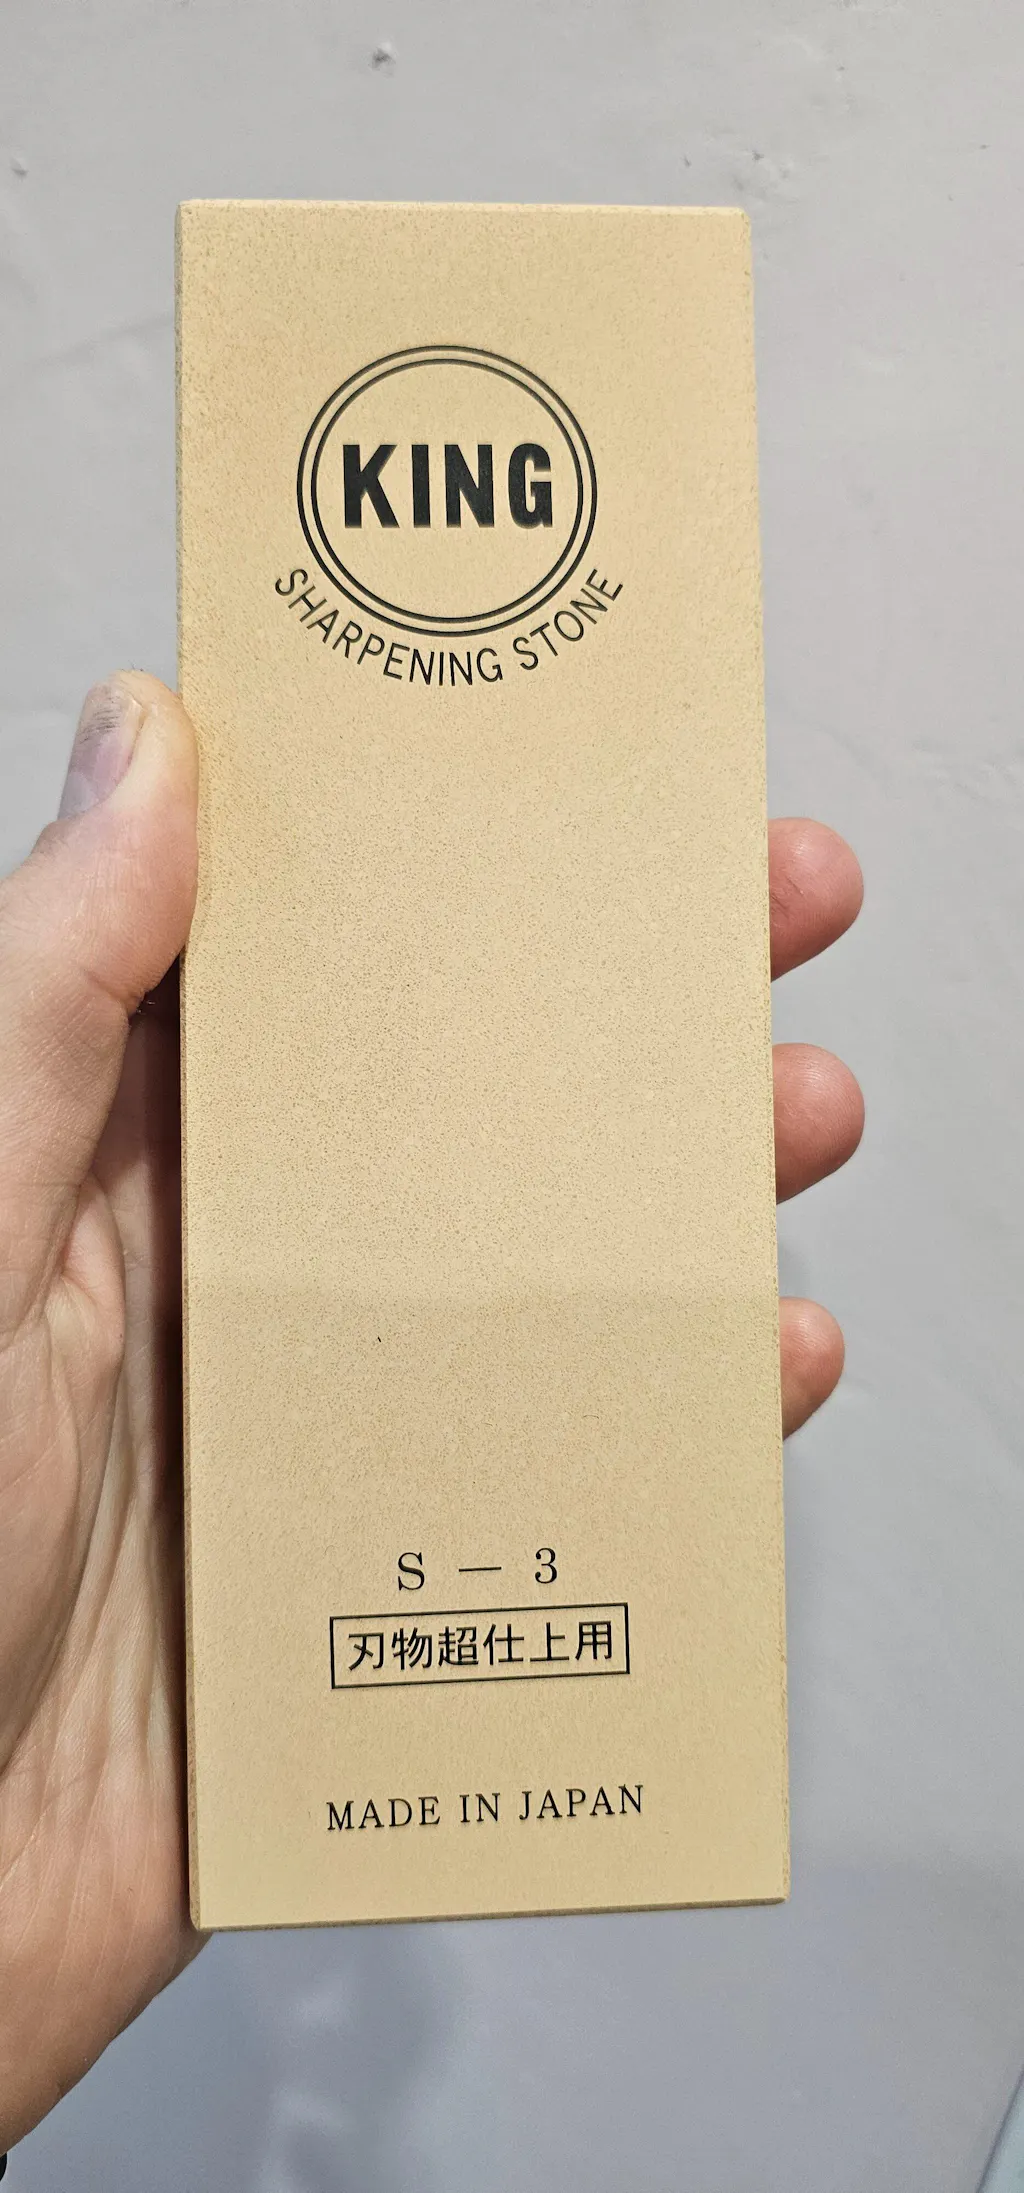 KING
SHARPENING STONE
S — 3
刃物超仕上用
MADE IN JAPAN